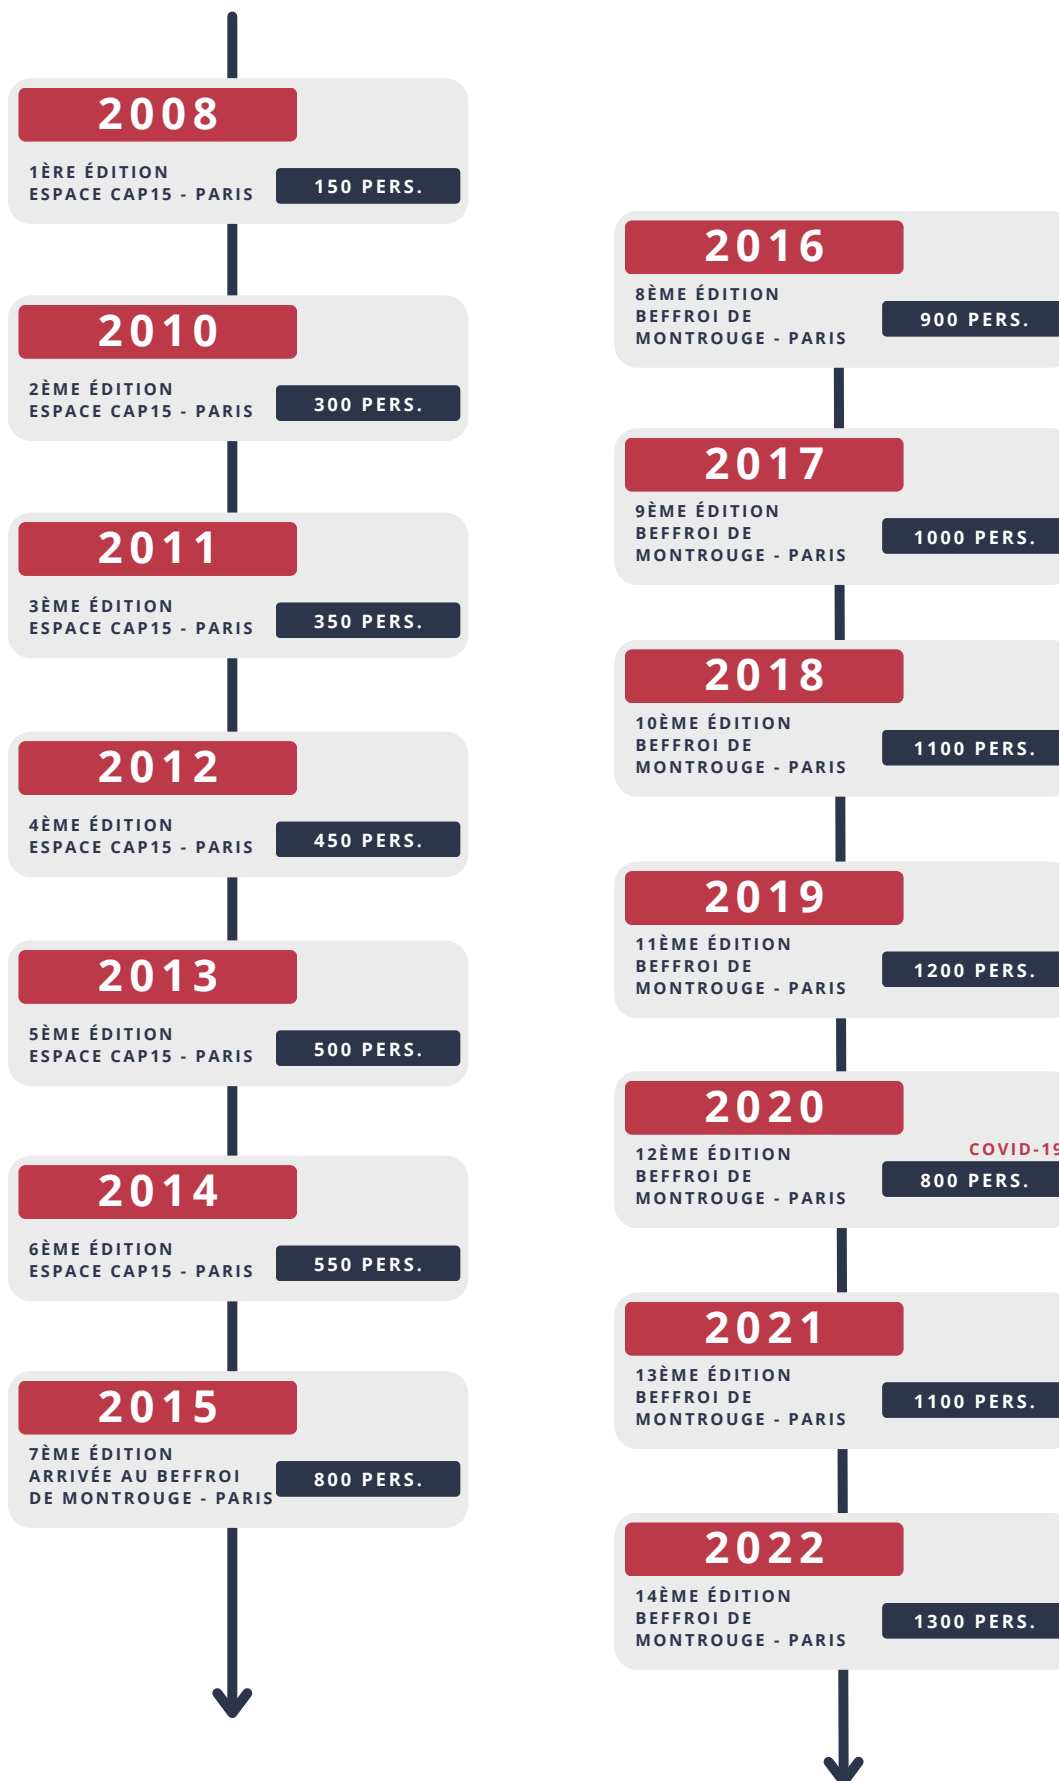 2008
1ÈRE ÉDITION
ESPACE CAP15 - PARIS
150 PERS.
2010
2ÈME ÉDITION
ESPACE CAP15 - PARIS
300 PERS.
2011
3ÈME ÉDITION
ESPACE CAP15 - PARIS
350 PERS.
2012
4ÈME ÉDITION
ESPACE CAP15 - PARIS
450 PERS.
2013
5ÈME ÉDITION
ESPACE CAP15 - PARIS
500 PERS.
2014
6ÈME ÉDITION
ESPACE CAP15 - PARIS
550 PERS.
2015
7ÈME ÉDITION
ARRIVÉE AU BEFFROI
DE MONTROUGE - PARIS
800 PERS.
2016
8ÈME ÉDITION
BEFFROI DE
MONTROUGE - PARIS
900 PERS.
2017
9ÈME ÉDITION
BEFFROI DE
MONTROUGE - PARIS
1000 PERS.
2018
10ÈME ÉDITION
BEFFROI DE
MONTROUGE - PARIS
1100 PERS.
2019
11ÈME ÉDITION
BEFFROI DE
MONTROUGE - PARIS
1200 PERS.
2020
12ÈME ÉDITION
BEFFROI DE
MONTROUGE - PARIS
COVID-19
800 PERS.
2021
13ÈME ÉDITION
BEFFROI DE
MONTROUGE - PARIS
1100 PERS.
2022
14ÈME ÉDITION
BEFFROI DE
MONTROUGE - PARIS
1300 PERS.